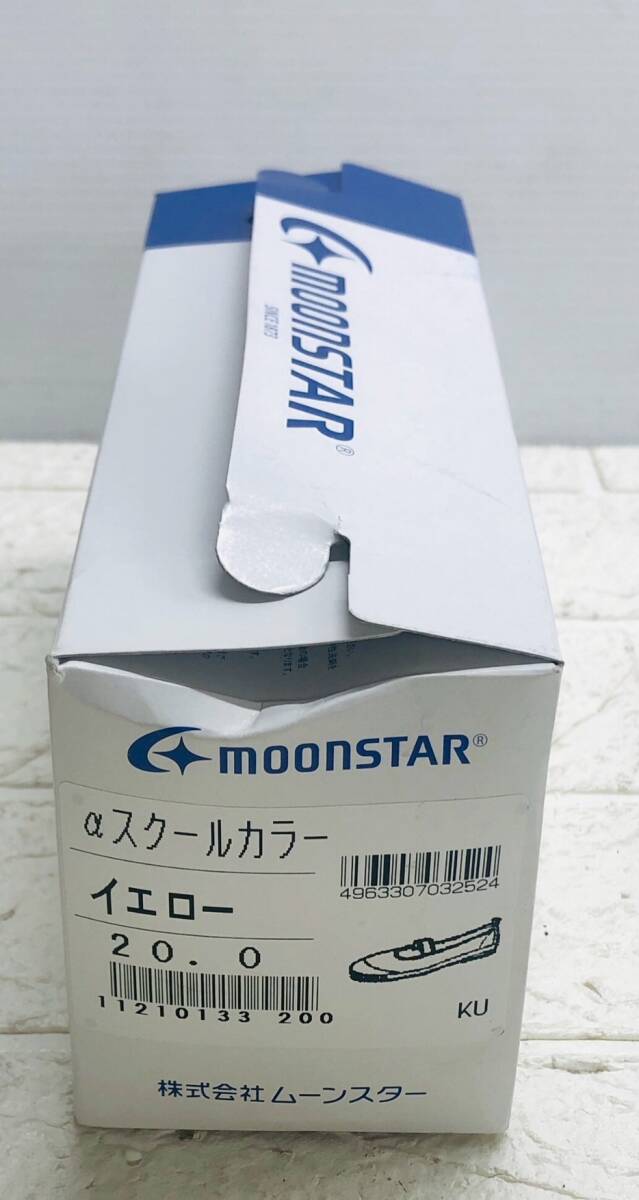 MOONSTAR®
SINCE 1873
MOONSTAR®
αスクールカラー
イエロー
20.0
4963307032524
11210133 200
KU
株式会社ムーンスター